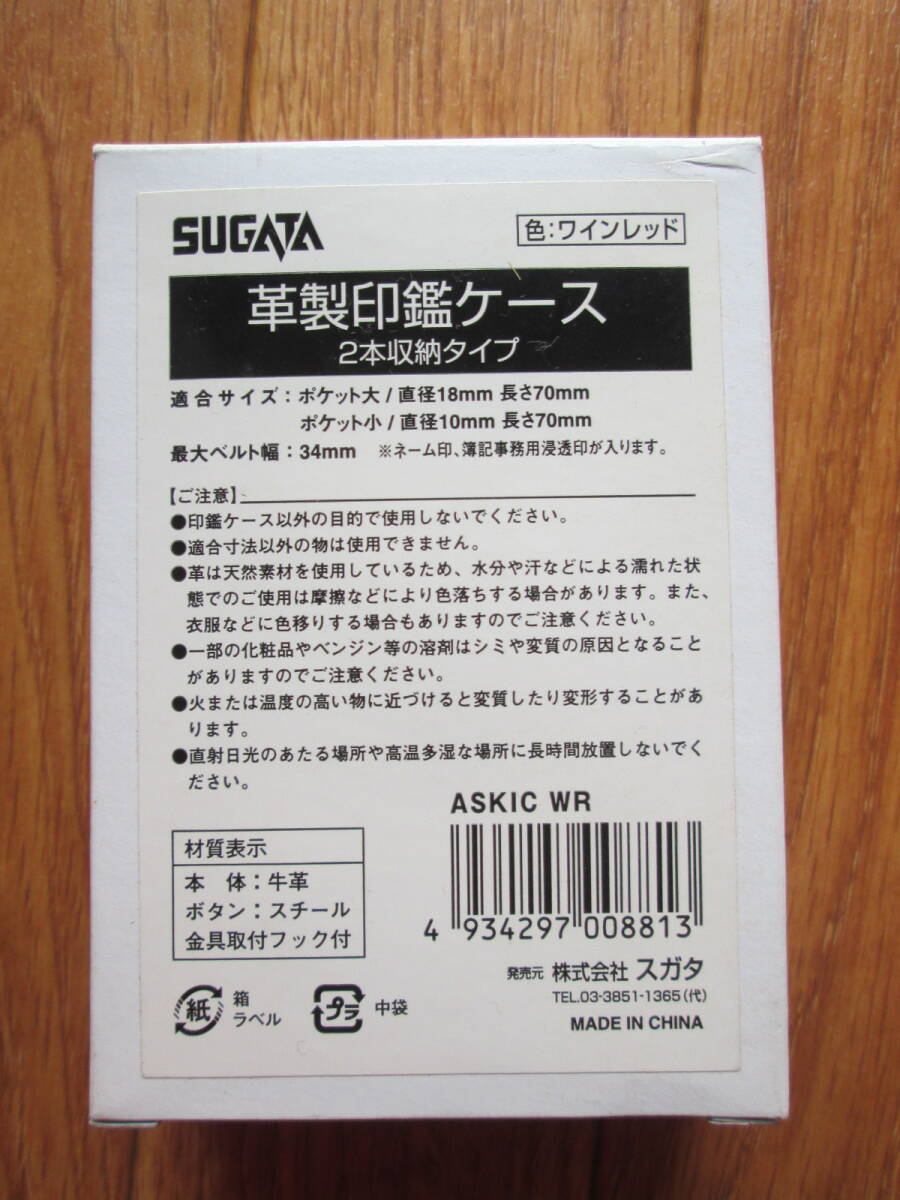 SUGATA
色：ワインレッド
革製印鑑ケース
2本収納タイプ
適合サイズ：ポケット大 / 直径18mm 長さ70mm
ポケット小 / 直径10mm 長さ70mm
最大ベルト幅：34mm ※ネーム印、簿記事務用浸透印が入ります。
【ご注意】
●印鑑ケース以外の目的で使用しないでください。
●適合寸法以外の物は使用できません。
●革は天然素材を使用しているため、水分や汗などによる濡れた状
態でのご使用は摩擦などにより色落ちする場合があります。また、
衣服などに色移りする場合もありますのでご注意ください。
●一部の化粧品やベンジン等の溶剤はシミや変質の原因となること
がありますのでご注意ください。
●火または温度の高い物に近づけると変質したり変形することがあ
ります。
●直射日光のあたる場所や高温多湿な場所に長時間放置しないでく
ださい。
ASKIC WR
4 934297 008813
材質表示
本 体：牛革
ボタン：スチール
金具取付フック付
発売元 株式会社 スガタ
TEL.03-3851-1365（代）
MADE IN CHINA
紙
箱
ラベル
プラ
中袋